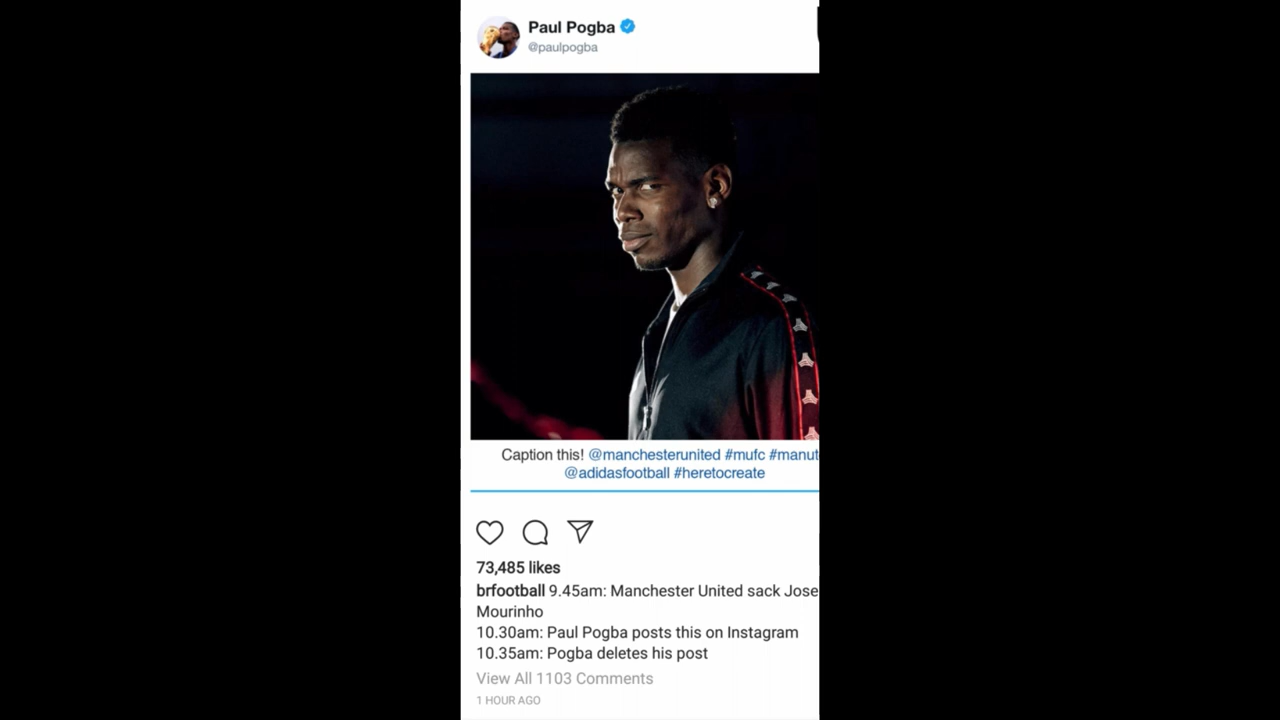 Paul Pogba
@paulpogba
Caption this! @manchesterunited #mufc #manut
@adidasfootball #heretocreate
73,485 likes
brfootball 9.45am: Manchester United sack Jose
Mourinho
10.30am: Paul Pogba posts this on Instagram
10.35am: Pogba deletes his post
View All 1103 Comments
1 HOUR AGO